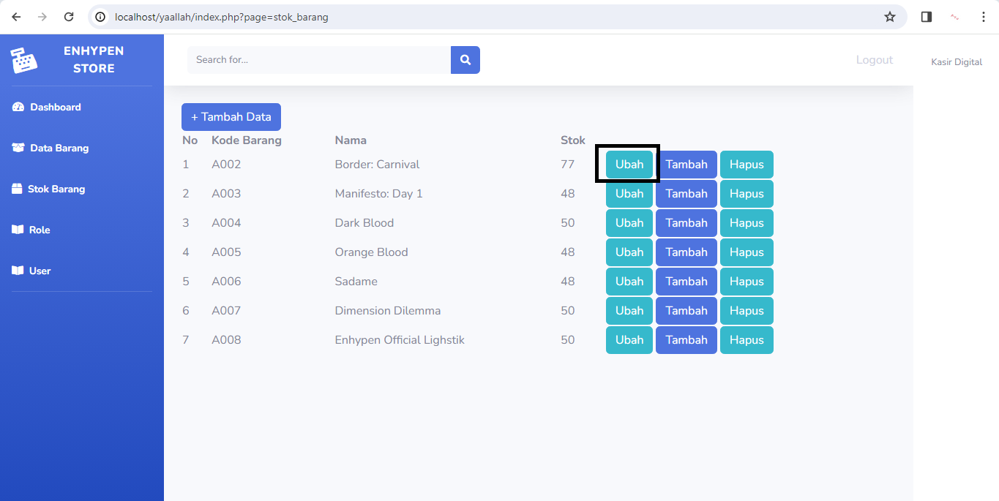 localhost/yaallah/index.php?page=stok_barang
ENHYPEN
STORE
Search for...
Logout
Kasir Digital
Dashboard
Data Barang
Stok Barang
Role
User
+ Tambah Data
No Kode Barang Nama Stok
1 A002 Border: Carnival 77 Ubah Tambah Hapus
2 A003 Manifesto: Day 1 48 Ubah Tambah Hapus
3 A004 Dark Blood 50 Ubah Tambah Hapus
4 A005 Orange Blood 48 Ubah Tambah Hapus
5 A006 Sadame 48 Ubah Tambah Hapus
6 A007 Dimension Dilemma 50 Ubah Tambah Hapus
7 A008 Enhypen Official Lighstik 50 Ubah Tambah Hapus